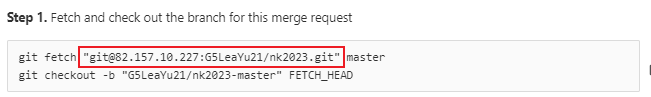 Step 1. Fetch and check out the branch for this merge request
git fetch "git@82.157.10.227:G5LeaYu21/nk2023.git" master
git checkout -b "G5LeaYu21/nk2023-master" FETCH_HEAD